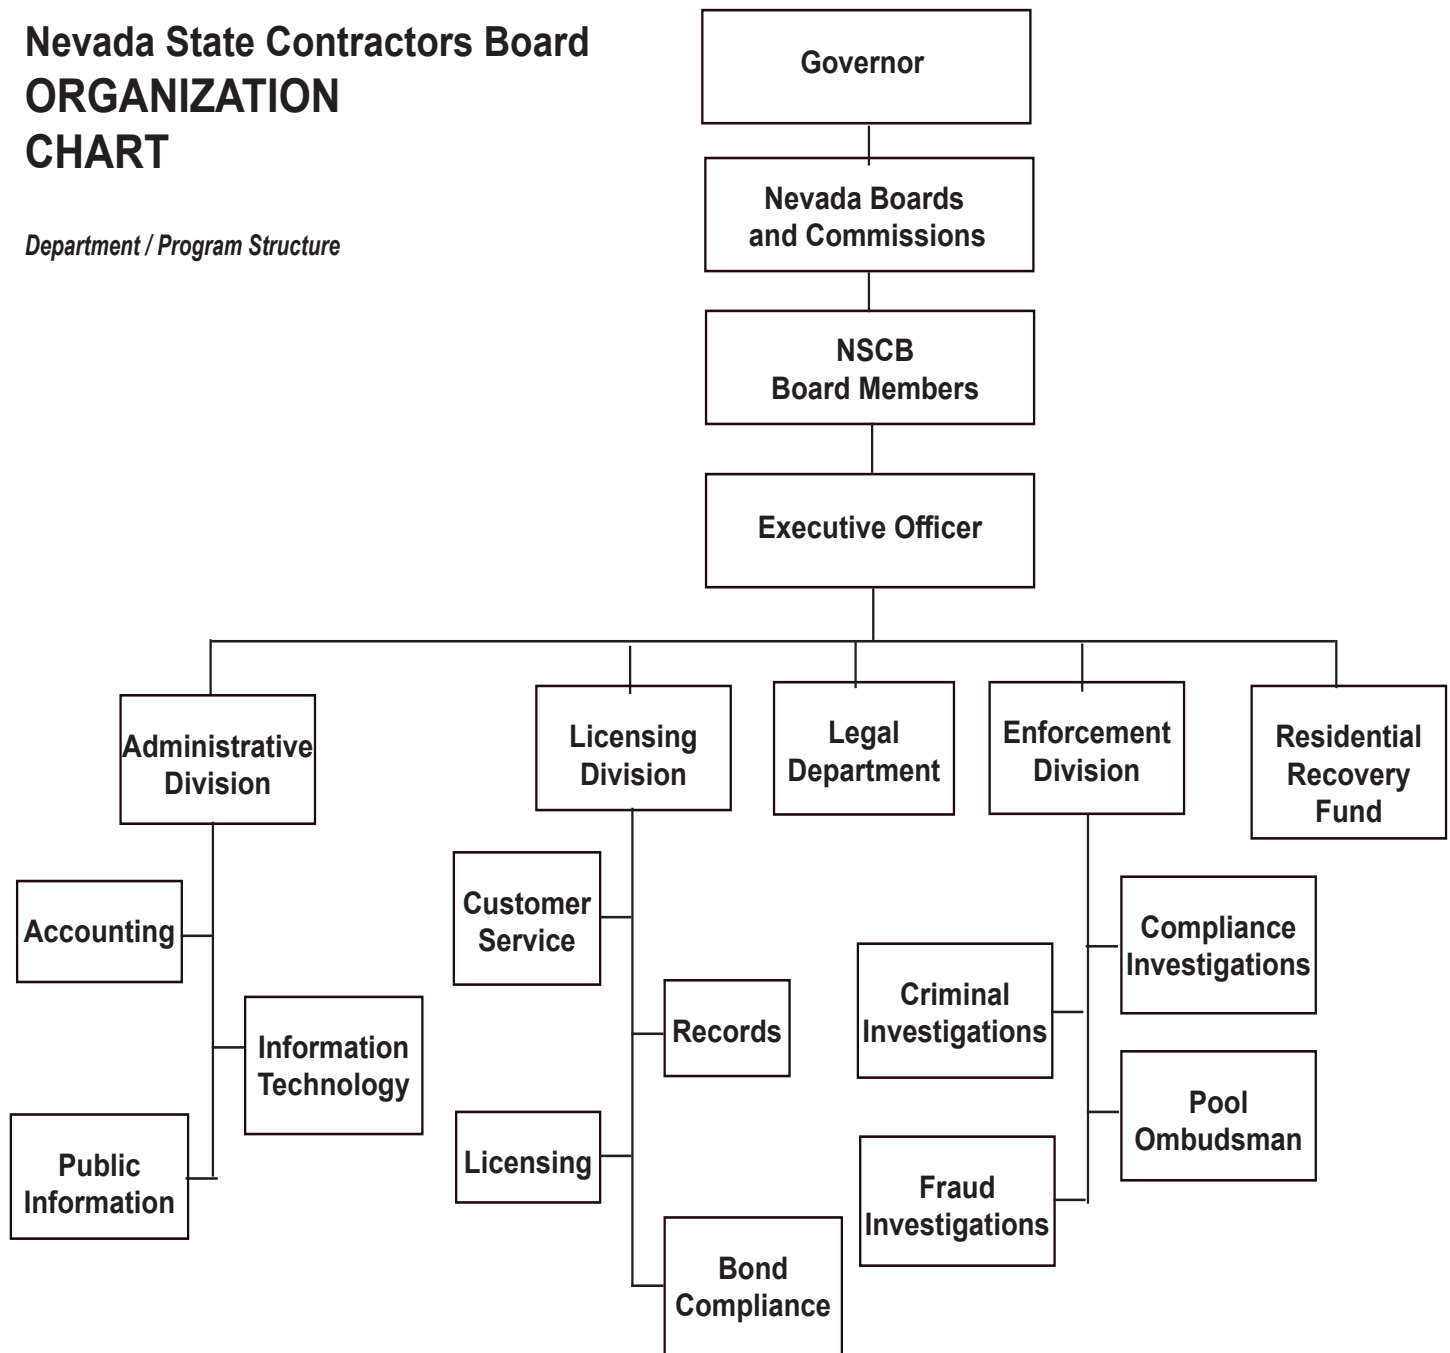 Nevada State Contractors Board
ORGANIZATION
CHART
Department / Program Structure
Governor
Nevada Boards
and Commissions
NSCB
Board Members
Executive Officer
Administrative
Division
Licensing
Division
Legal
Department
Enforcement
Division
Residential
Recovery
Fund
Accounting
Information
Technology
Public
Information
Customer
Service
Records
Licensing
Bond
Compliance
Compliance
Investigations
Criminal
Investigations
Pool
Ombudsman
Fraud
Investigations